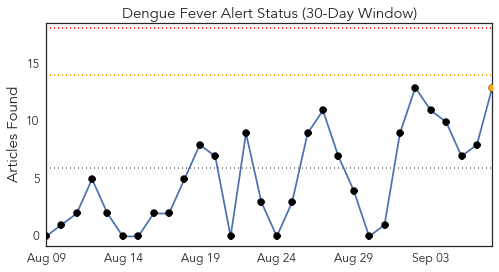 Dengue Fever Alert Status (30-Day Window)
Articles Found
15
10
5
0
Aug 09 Aug 14 Aug 19 Aug 24 Aug 29 Sep 03